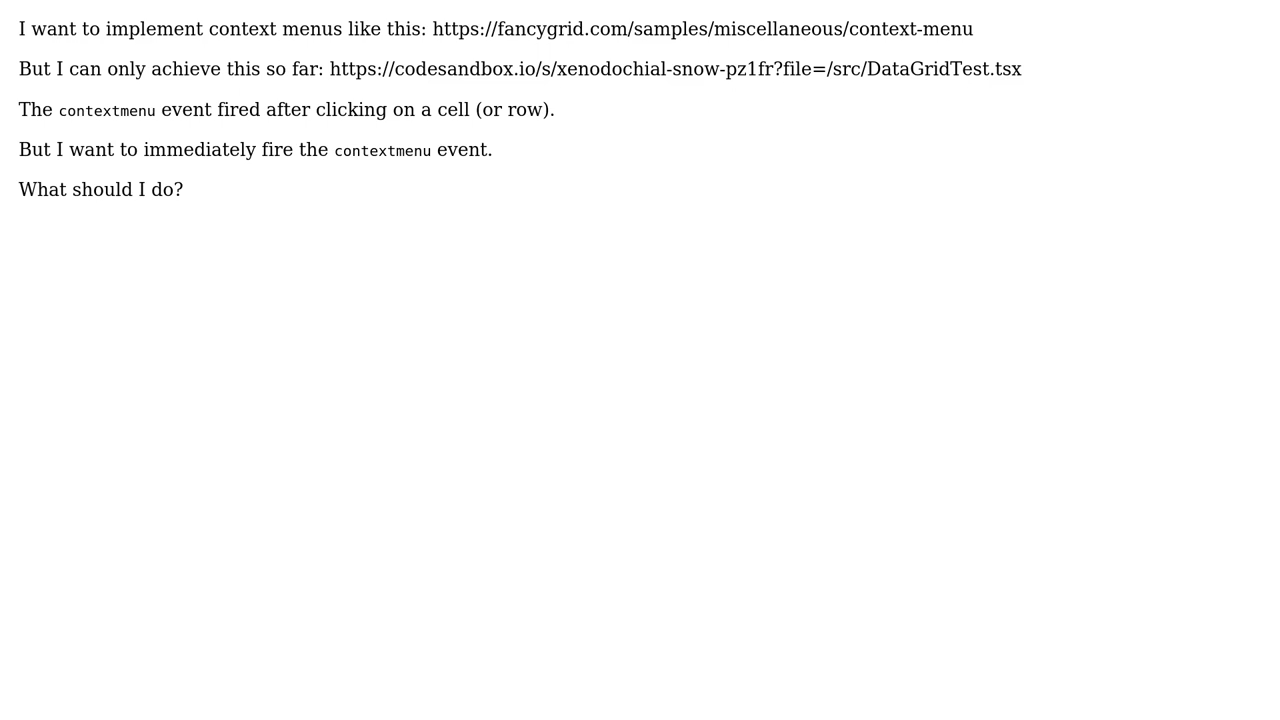 I want to implement context menus like this: https://fancygrid.com/samples/miscellaneous/context-menu
But I can only achieve this so far: https://codesandbox.io/s/xenodochial-snow-pz1fr?file=/src/DataGridTest.tsx
The contextmenu event fired after clicking on a cell (or row).
But I want to immediately fire the contextmenu event.
What should I do?